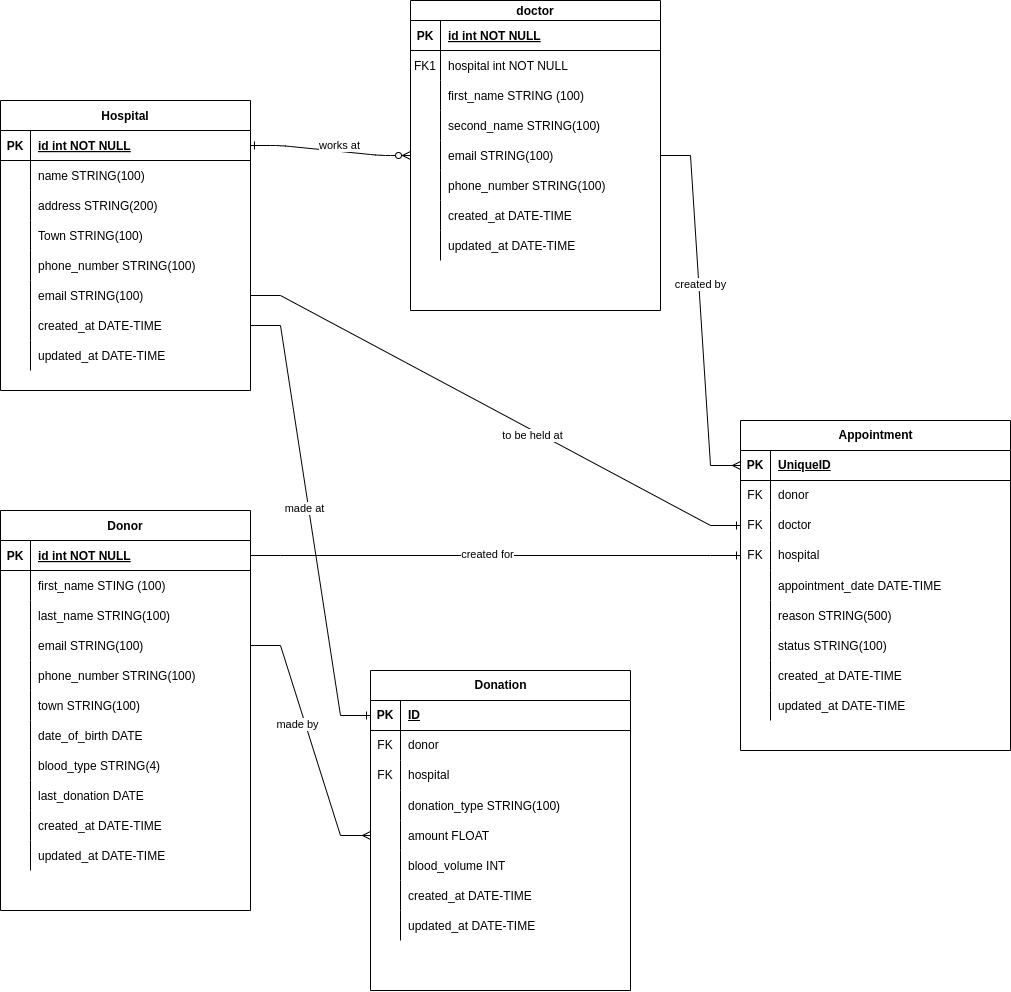 doctor
PK id int NOT NULL
FK1 hospital int NOT NULL
first_name STRING (100)
second_name STRING(100)
email STRING(100)
phone_number STRING(100)
created_at DATE-TIME
updated_at DATE-TIME
Hospital
PK id int NOT NULL
name STRING(100)
address STRING(200)
Town STRING(100)
phone_number STRING(100)
email STRING(100)
created_at DATE-TIME
updated_at DATE-TIME
works at
created by
to be held at
made at
created for
made by
Appointment
PK UniqueID
FK donor
FK doctor
FK hospital
appointment_date DATE-TIME
reason STRING(500)
status STRING(100)
created_at DATE-TIME
updated_at DATE-TIME
Donor
PK id int NOT NULL
first_name STING (100)
last_name STRING(100)
email STRING(100)
phone_number STRING(100)
town STRING(100)
date_of_birth DATE
blood_type STRING(4)
last_donation DATE
created_at DATE-TIME
updated_at DATE-TIME
Donation
PK ID
FK donor
FK hospital
donation_type STRING(100)
amount FLOAT
blood_volume INT
created_at DATE-TIME
updated_at DATE-TIME